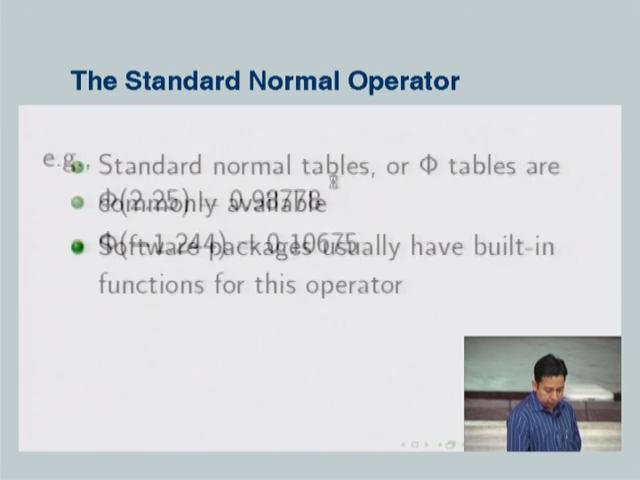 The Standard Normal Operator
e.g.,
Standard normal tables, or Φ tables are
commonly available
Φ(2.25) = 0.98778
Software packages usually have built-in
Φ(−1.244) = 0.10675
functions for this operator